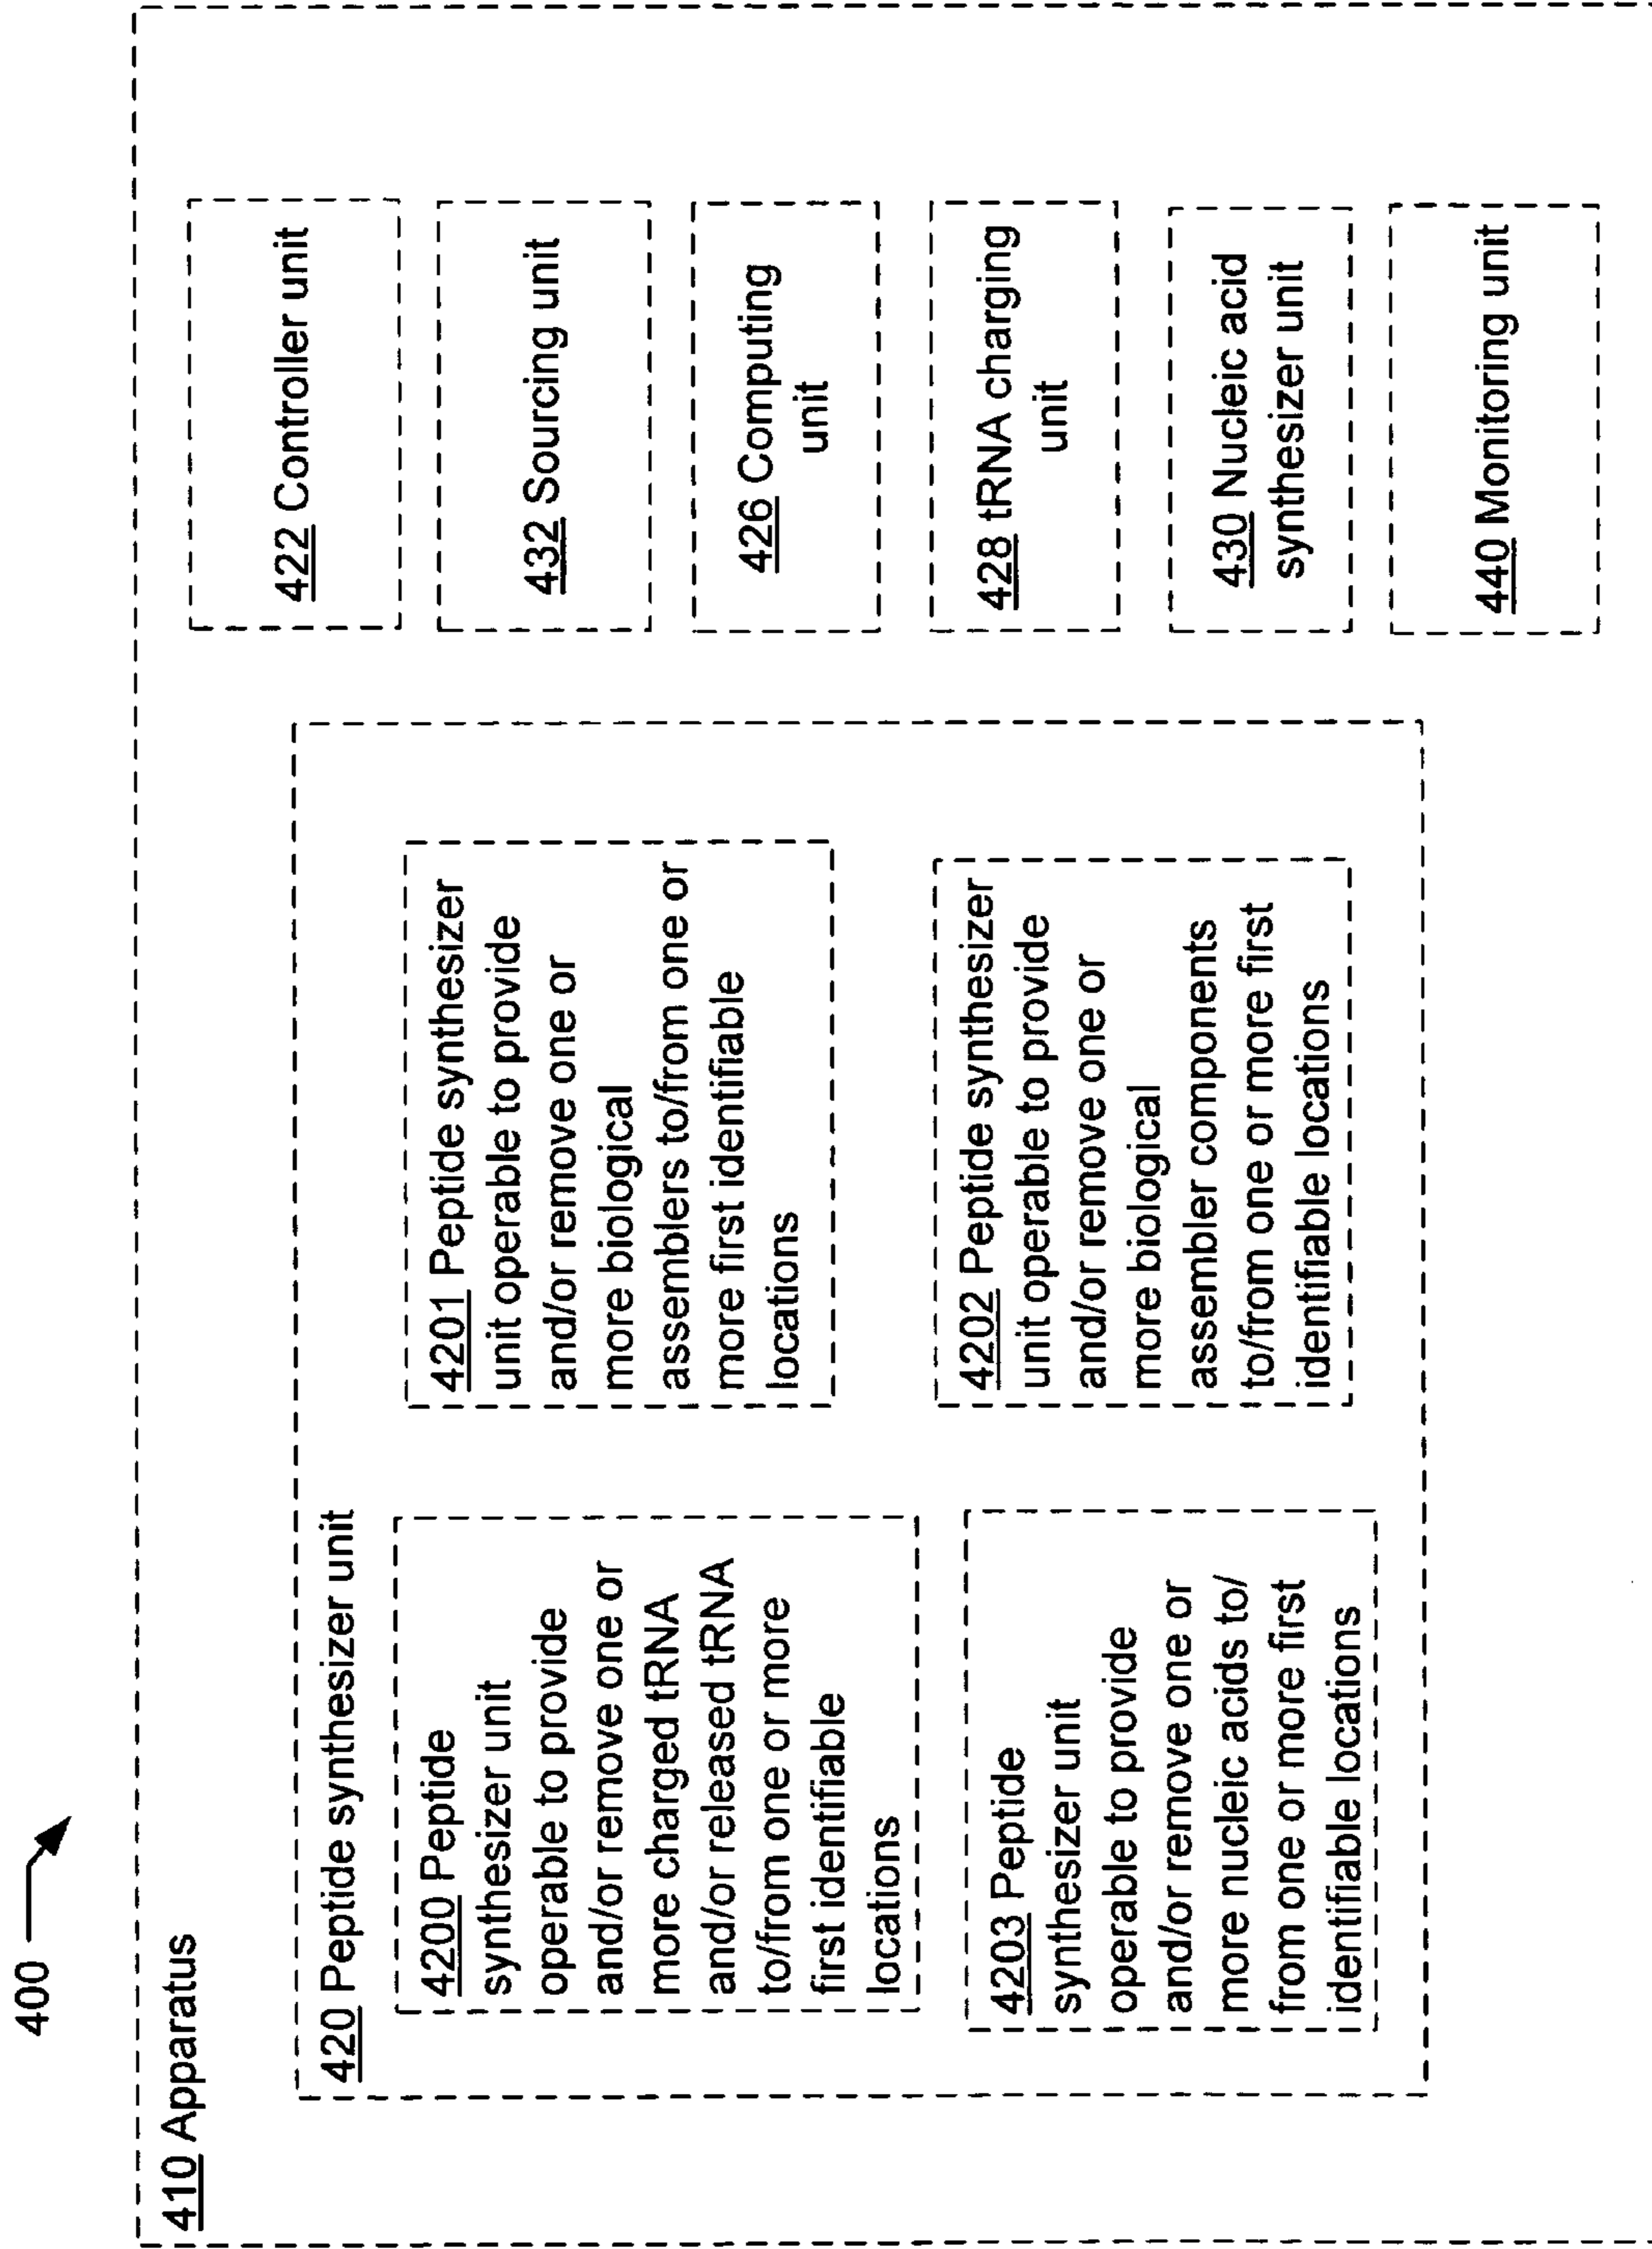 400
410 Apparatus
420 Peptide synthesizer unit
4200 Peptide
synthesizer unit
operable to provide
and/or remove one or
more charged tRNA
and/or released tRNA
to/from one or more
first identifiable
locations
4201 Peptide synthesizer
unit operable to provide
and/or remove one or
more biological
assemblers to/from one or
more first identifiable
locations
4203 Peptide
synthesizer unit
operable to provide
and/or remove one or
more nucleic acids to/
from one or more first
identifiable locations
4202 Peptide synthesizer
unit operable to provide
and/or remove one or
more biological
assembler components
to/from one or more first
identifiable locations
422 Controller unit
432 Sourcing unit
426 Computing
unit
428 tRNA charging
unit
430 Nucleic acid
synthesizer unit
440 Monitoring unit